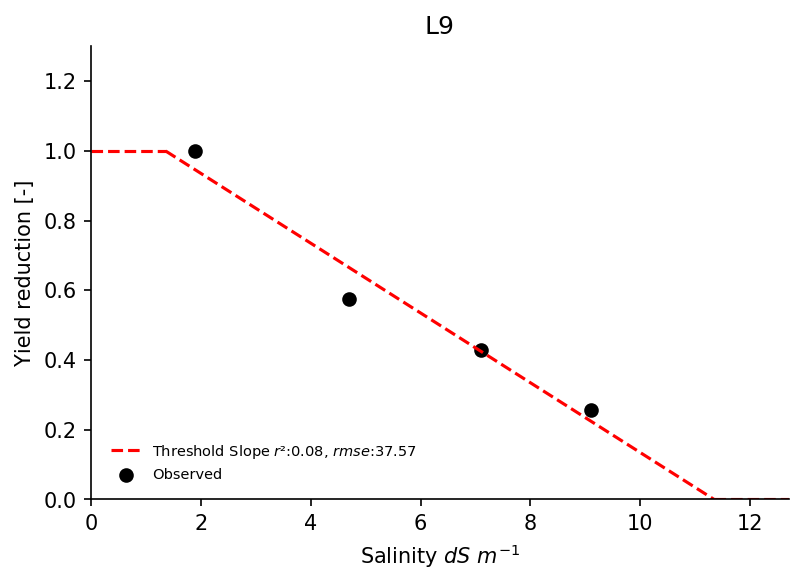 L9
Yield reduction [-]
1.2
1.0
0.8
0.6
0.4
0.2
0.0
Threshold Slope r²:0.08, rmse:37.57
Observed
0 2 4 6 8 10 12
Salinity dS m⁻¹